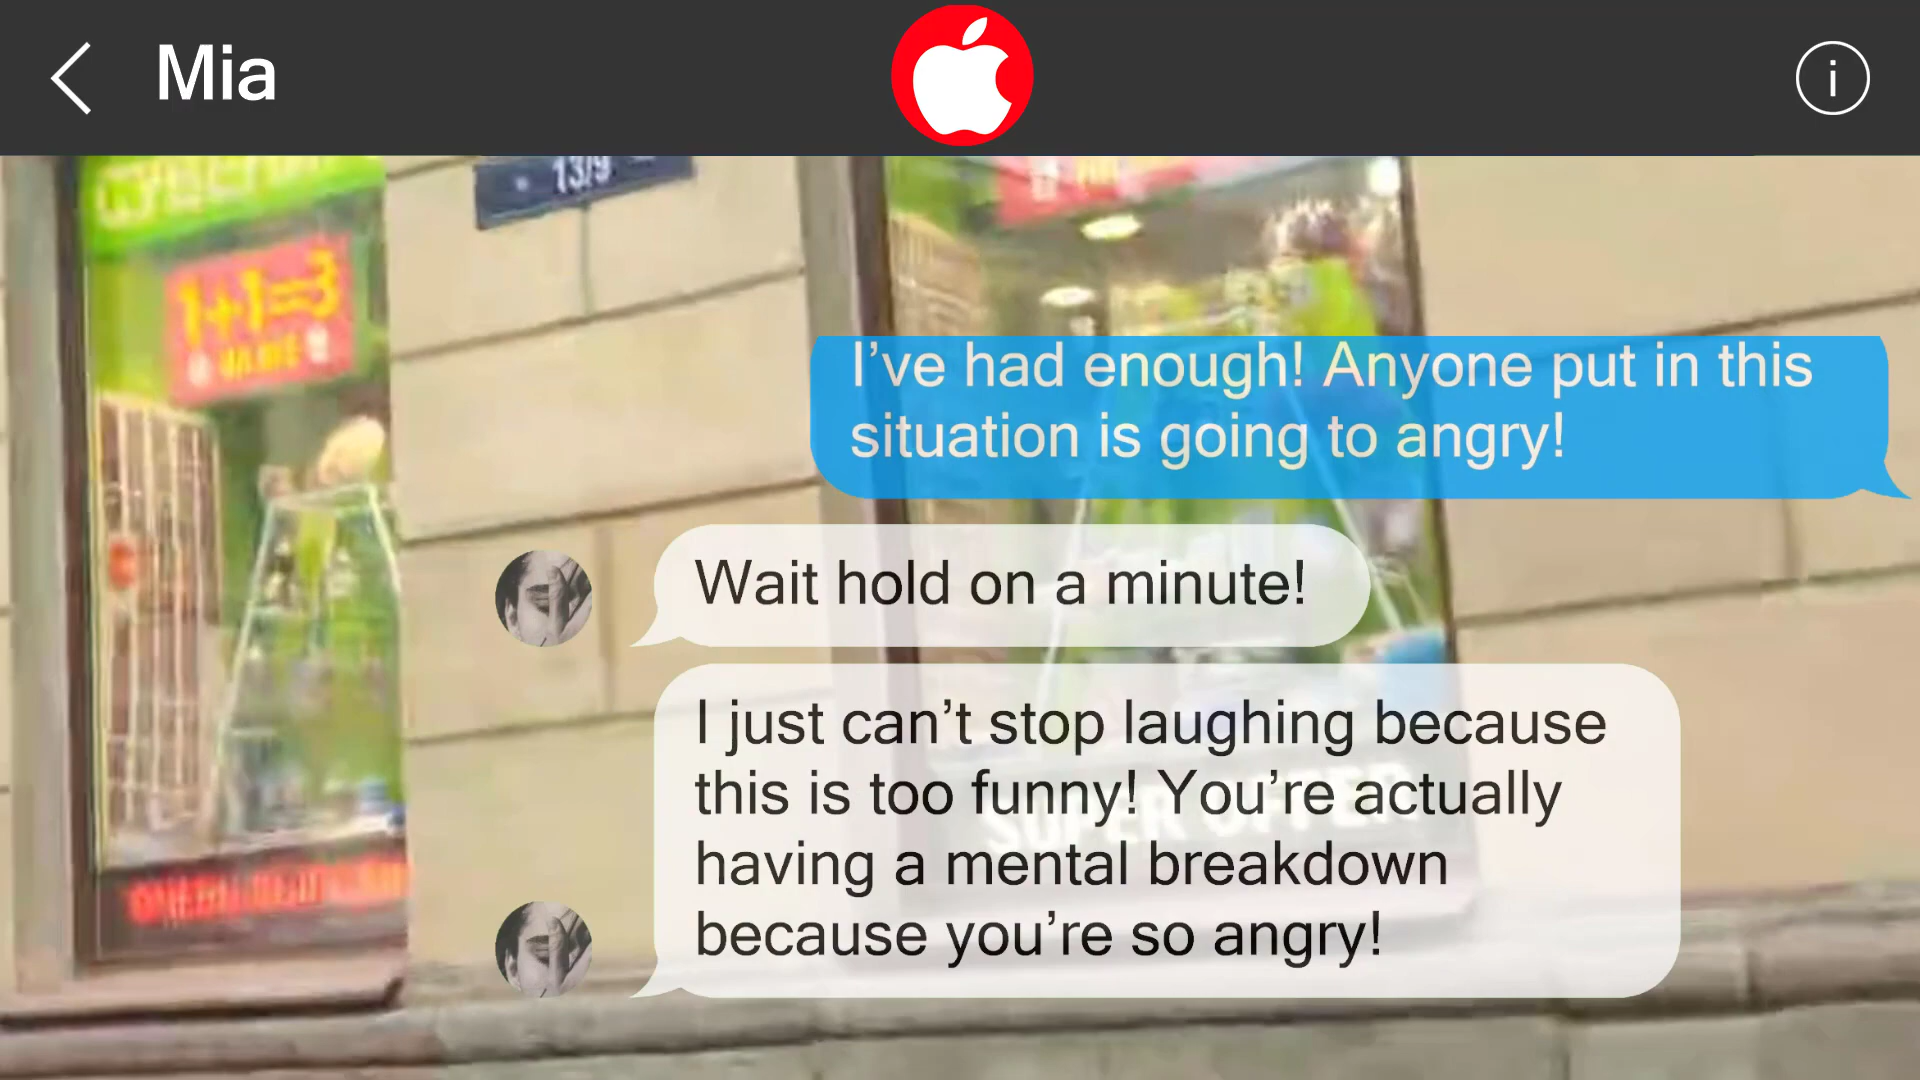 Mia
13/9
1+1=3
I’ve had enough! Anyone put in this
situation is going to angry!
Wait hold on a minute!
I just can’t stop laughing because
this is too funny! You’re actually
having a mental breakdown
because you’re so angry!
SUPER OFFER